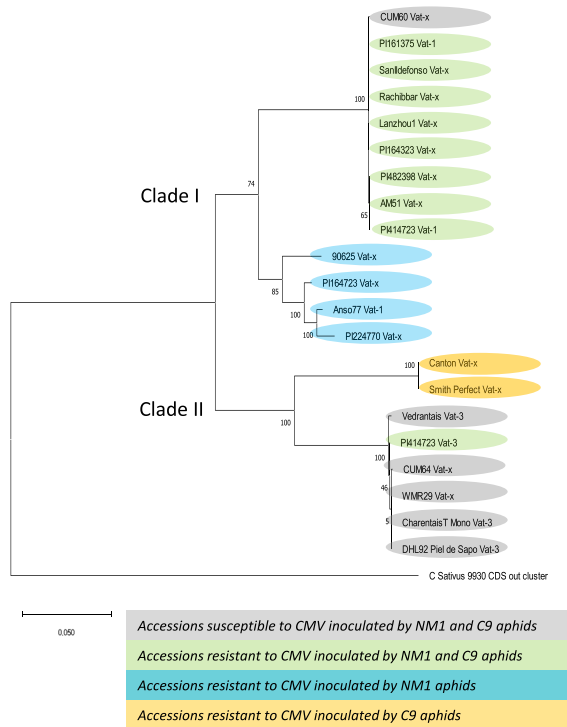 CUM60 Vat-x
PI161375 Vat-1
SanIldefonso Vat-x
Rachibbar Vat-x
100
Lanzhou1 Vat-x
PI164323 Vat-x
PI482398 Vat-x
74
Clade I
AM51 Vat-x
65
PI414723 Vat-1
90625 Vat-x
PI164723 Vat-x
85
Anso77 Vat-1
100
PI224770 Vat-x
100
Canton Vat-x
100
Smith Perfect Vat-x
Clade II
Vedrantais Vat-3
100
PI414723 Vat-3
100
CUM64 Vat-x
46
WMR29 Vat-x
CharentaisT Mono Vat-3
5
DHL92 Piel de Sapo Vat-3
C Sativus 9930 CDS out cluster
0.050
Accessions susceptible to CMV inoculated by NM1 and C9 aphids
Accessions resistant to CMV inoculated by NM1 and C9 aphids
Accessions resistant to CMV inoculated by NM1 aphids
Accessions resistant to CMV inoculated by C9 aphids